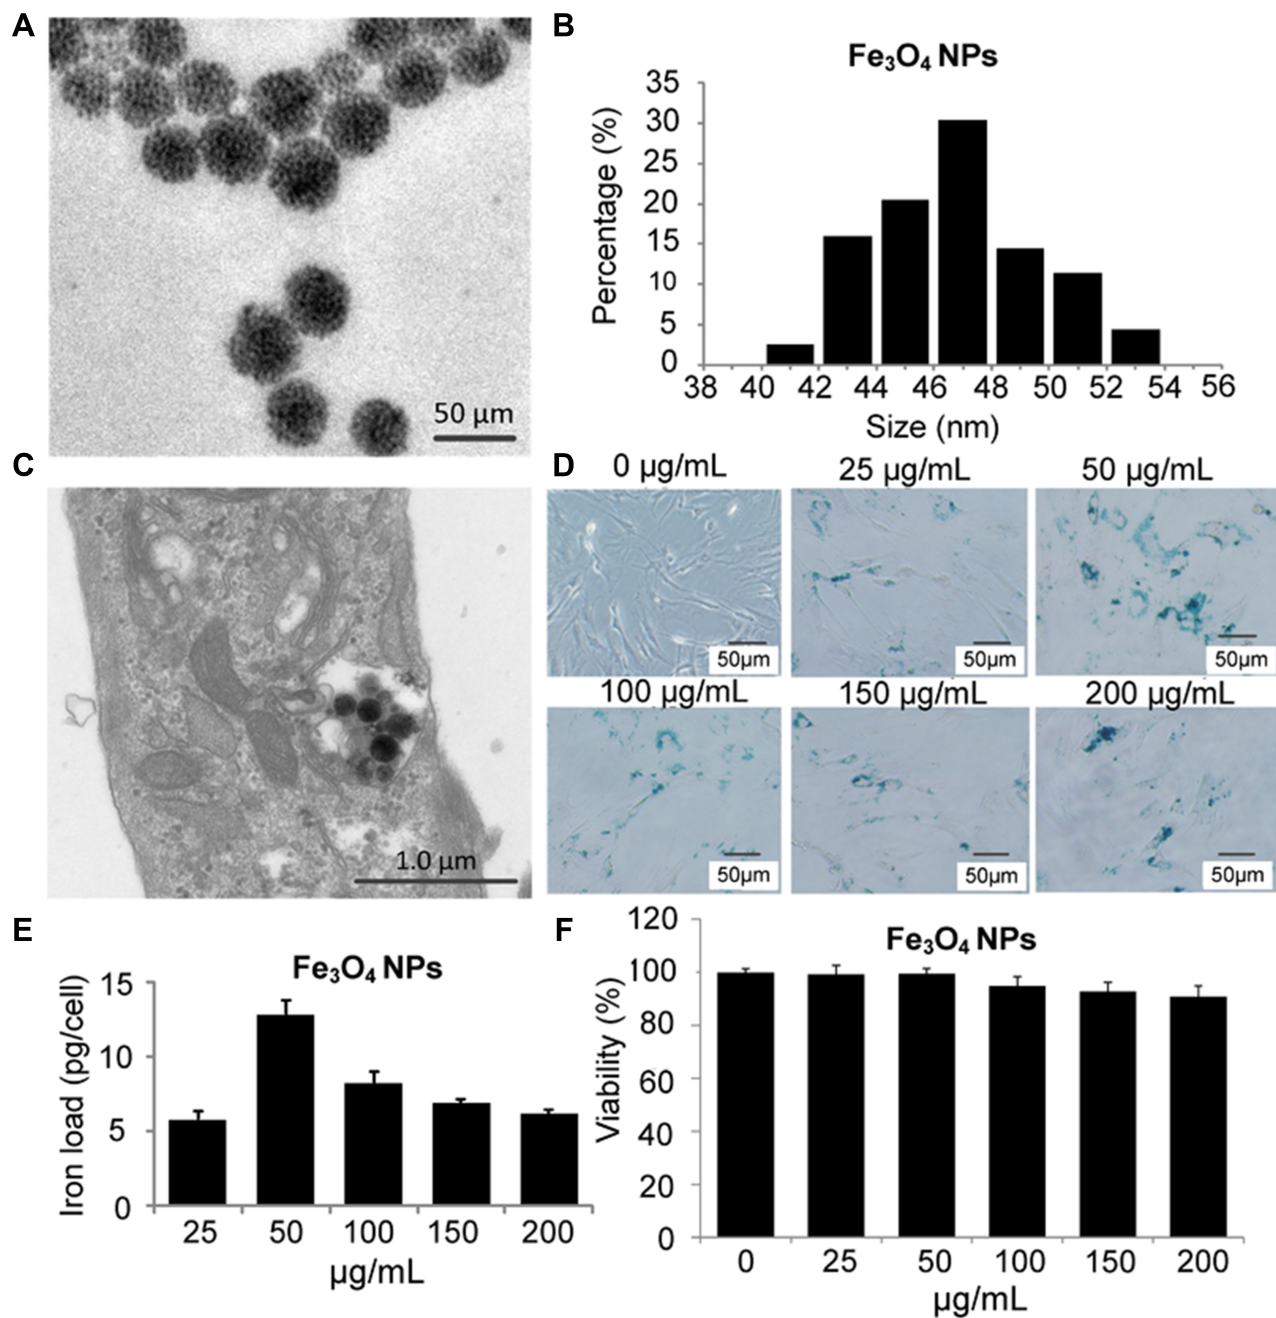 A
50 µm
B
Fe₃O₄ NPs
Percentage (%)
35
30
25
20
15
10
5
0
38 40 42 44 46 48 50 52 54 56
Size (nm)
C
1.0 µm
D
0 µg/mL 25 µg/mL 50 µg/mL
50µm 50µm 50µm
100 µg/mL 150 µg/mL 200 µg/mL
50µm 50µm 50µm
E
Fe₃O₄ NPs
Iron load (pg/cell)
15
10
5
0
25 50 100 150 200
µg/mL
F
Fe₃O₄ NPs
Viability (%)
120
100
80
60
40
20
0
0 25 50 100 150 200
µg/mL